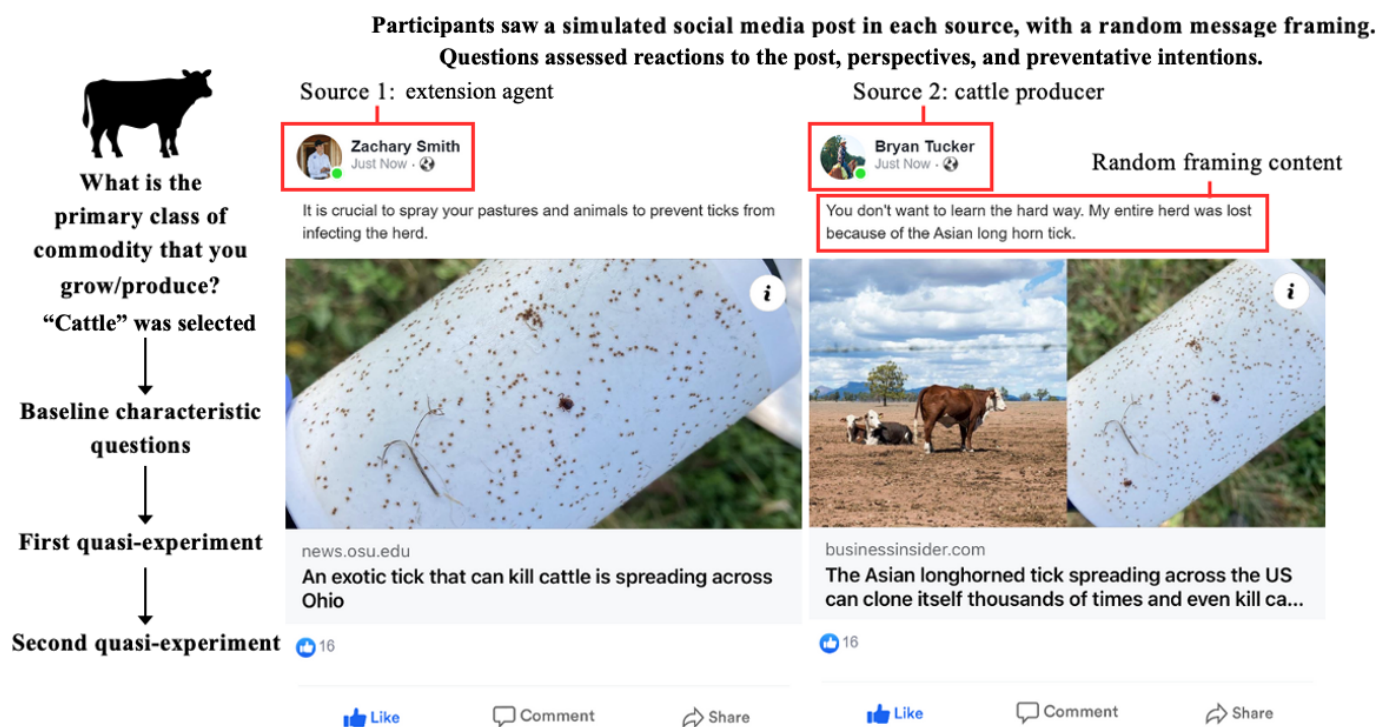 Participants saw a simulated social media post in each source, with a random message framing.
Questions assessed reactions to the post, perspectives, and preventative intentions.
What is the
primary class of
commodity that you
grow/produce?
“Cattle” was selected
Baseline characteristic
questions
First quasi-experiment
Second quasi-experiment
Source 1: extension agent
Zachary Smith
Just Now ·
It is crucial to spray your pastures and animals to prevent ticks from
infecting the herd.
i
news.osu.edu
An exotic tick that can kill cattle is spreading across
Ohio
16
Like Comment Share
Source 2: cattle producer
Bryan Tucker
Just Now ·
Random framing content
You don't want to learn the hard way. My entire herd was lost
because of the Asian long horn tick.
i
businessinsider.com
The Asian longhorned tick spreading across the US
can clone itself thousands of times and even kill ca...
16
Like Comment Share